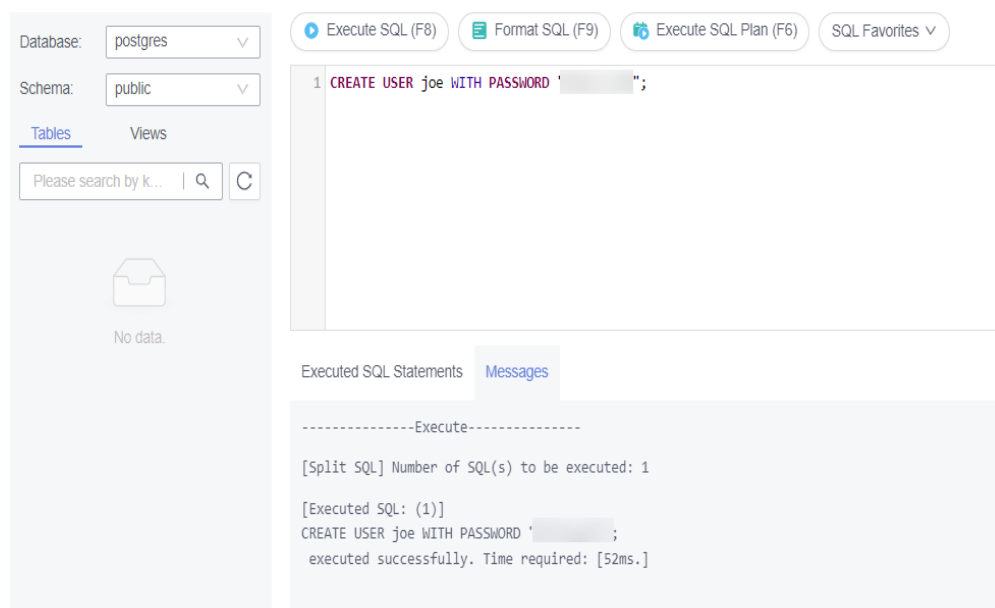 Database: postgres
Schema: public
Tables Views
Please search by k...
No data.
Execute SQL (F8) Format SQL (F9) Execute SQL Plan (F6) SQL Favorites
1 CREATE USER joe WITH PASSWORD " ";
Executed SQL Statements Messages
---------------Execute---------------
[Split SQL] Number of SQL(s) to be executed: 1
[Executed SQL: (1)]
CREATE USER joe WITH PASSWORD ' ;
executed successfully. Time required: [52ms.]